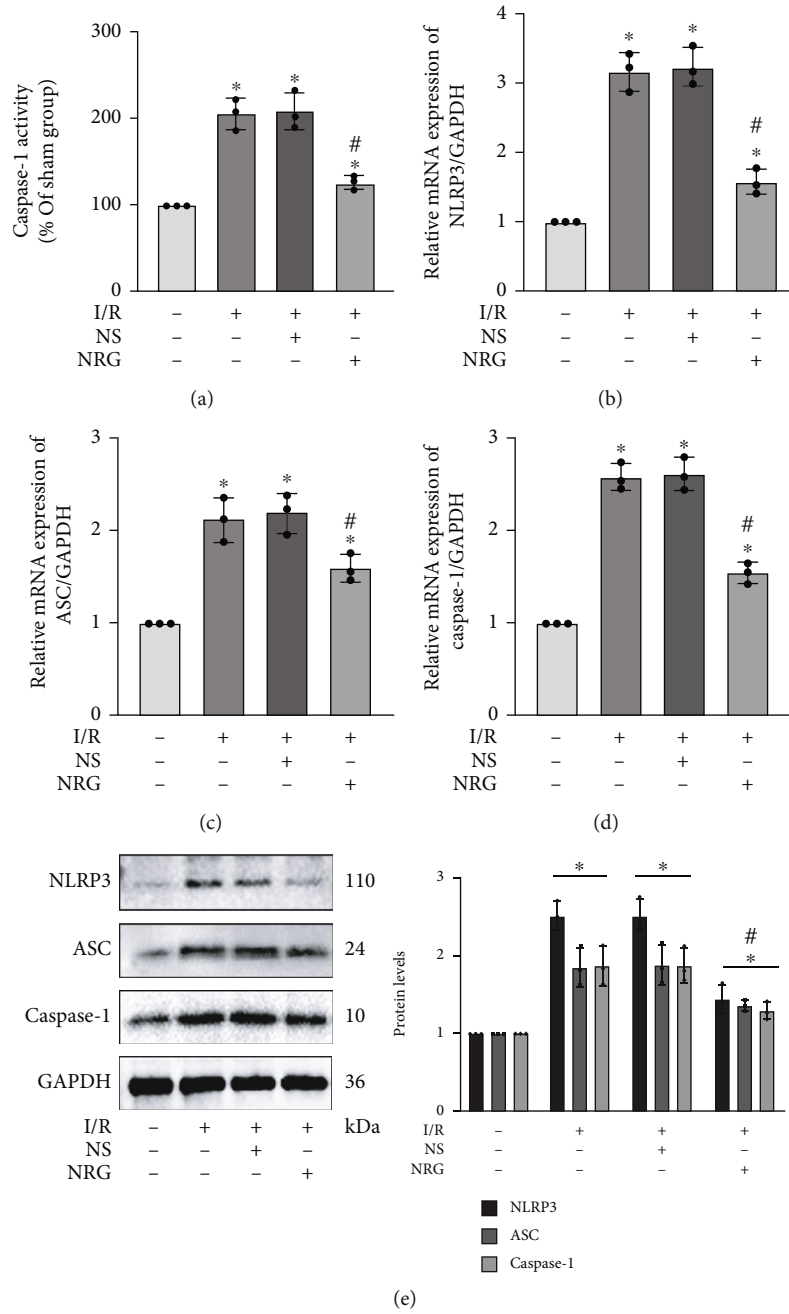 300
200
100
0
Caspase-1 activity
(% Of sham group)
* * # *
I/R – + + +
NS – – + –
NRG – – – +
(a)
4
3
2
1
0
Relative mRNA expression of
NLRP3/GAPDH
* * # *
I/R – + + +
NS – – + –
NRG – – – +
(b)
3
2
1
0
Relative mRNA expression of
ASC/GAPDH
* * # *
I/R – + + +
NS – – + –
NRG – – – +
(c)
3
2
1
0
Relative mRNA expression of
caspase-1/GAPDH
* * # *
I/R – + + +
NS – – + –
NRG – – – +
(d)
NLRP3 110
ASC 24
Caspase-1 10
GAPDH 36
I/R – + + + kDa
NS – – + –
NRG – – – +
3
2
1
0
Protein levels
* * # *
I/R – + + +
NS – – + –
NRG – – – +
NLRP3
ASC
Caspase-1
(e)